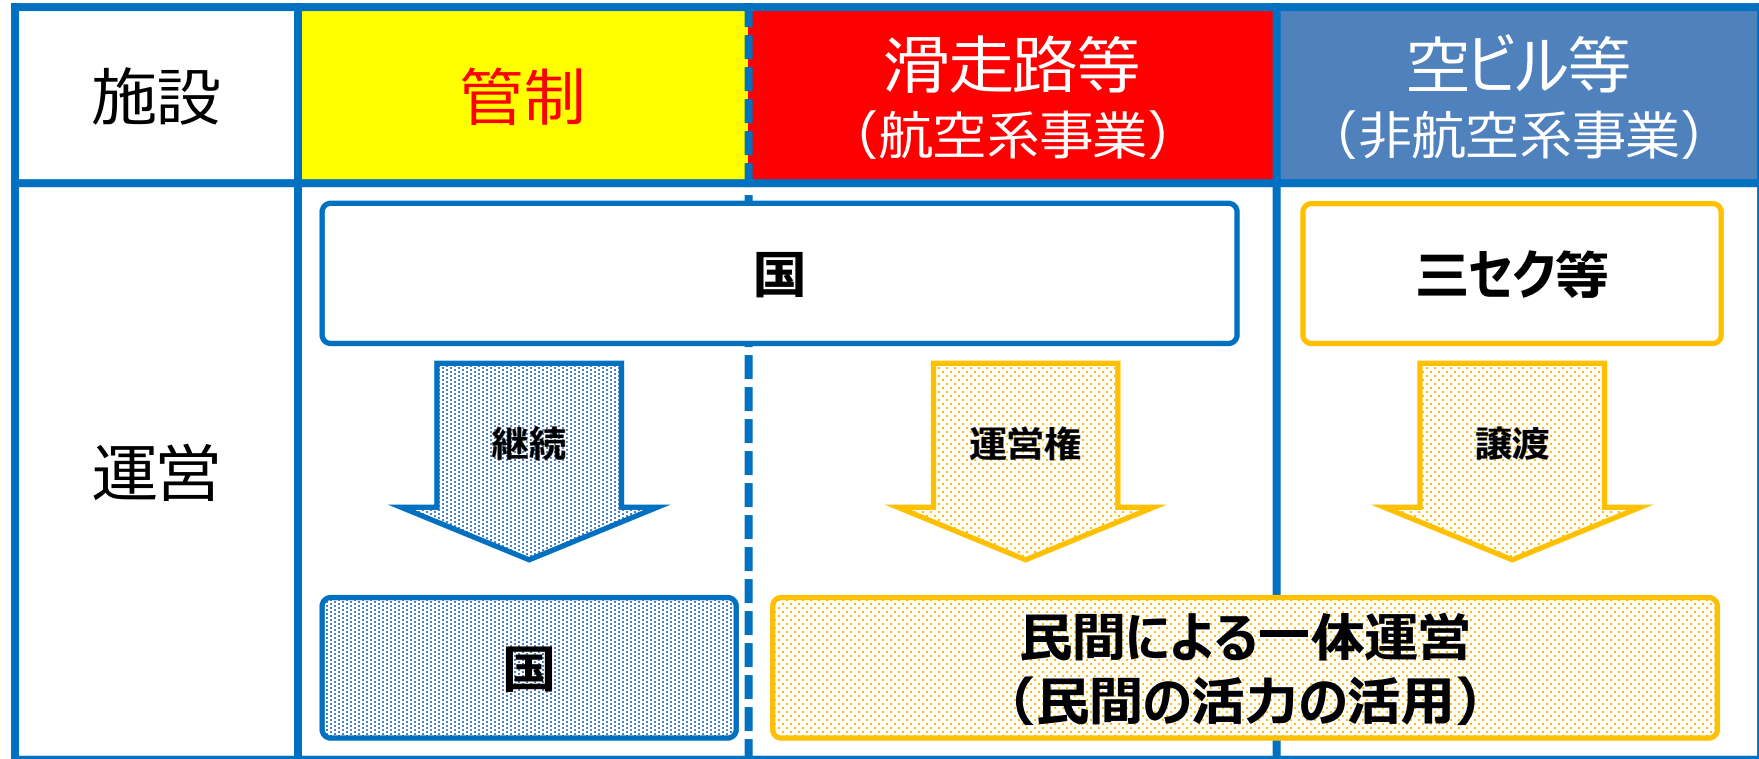 施設
管制
滑走路等
（航空系事業）
空ビル等
（非航空系事業）
運営
国
三セク等
継続
運営権
譲渡
国
民間による一体運営
（民間の活力の活用）